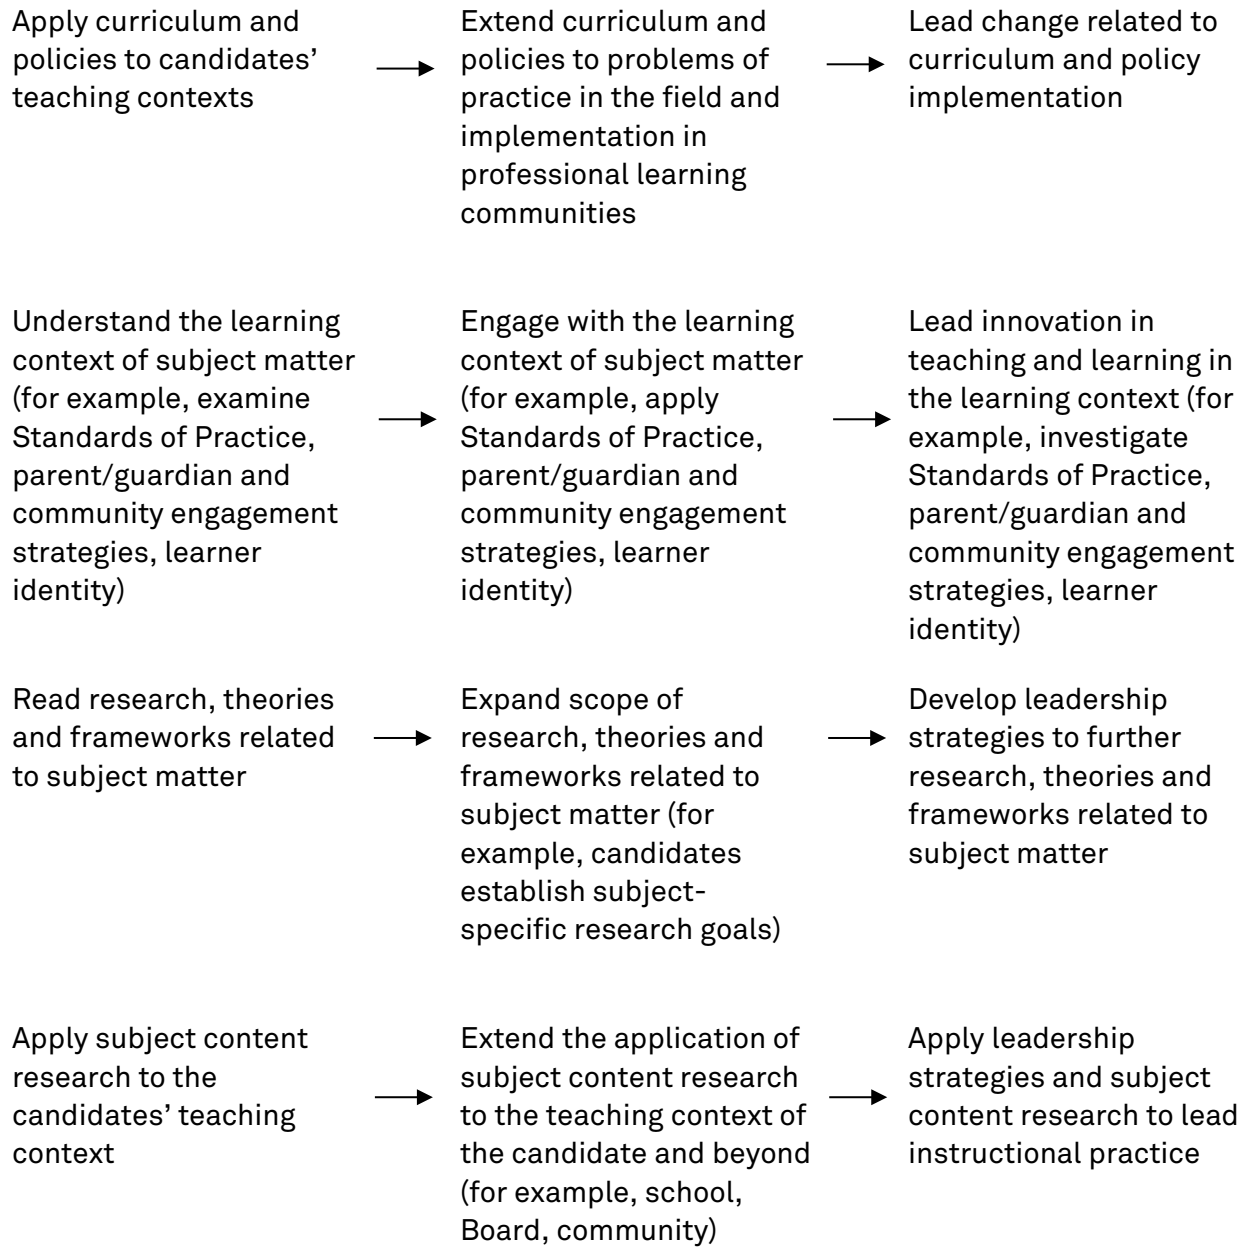 Apply curriculum and
policies to candidates’
teaching contexts
Extend curriculum and
policies to problems of
practice in the field and
implementation in
professional learning
communities
Lead change related to
curriculum and policy
implementation
Understand the learning
context of subject matter
(for example, examine
Standards of Practice,
parent/guardian and
community engagement
strategies, learner
identity)
Engage with the learning
context of subject matter
(for example, apply
Standards of Practice,
parent/guardian and
community engagement
strategies, learner
identity)
Lead innovation in
teaching and learning in
the learning context (for
example, investigate
Standards of Practice,
parent/guardian and
community engagement
strategies, learner
identity)
Read research, theories
and frameworks related
to subject matter
Expand scope of
research, theories and
frameworks related to
subject matter (for
example, candidates
establish subject-
specific research goals)
Develop leadership
strategies to further
research, theories and
frameworks related to
subject matter
Apply subject content
research to the
candidates’ teaching
context
Extend the application of
subject content research
to the teaching context of
the candidate and beyond
(for example, school,
Board, community)
Apply leadership
strategies and subject
content research to lead
instructional practice